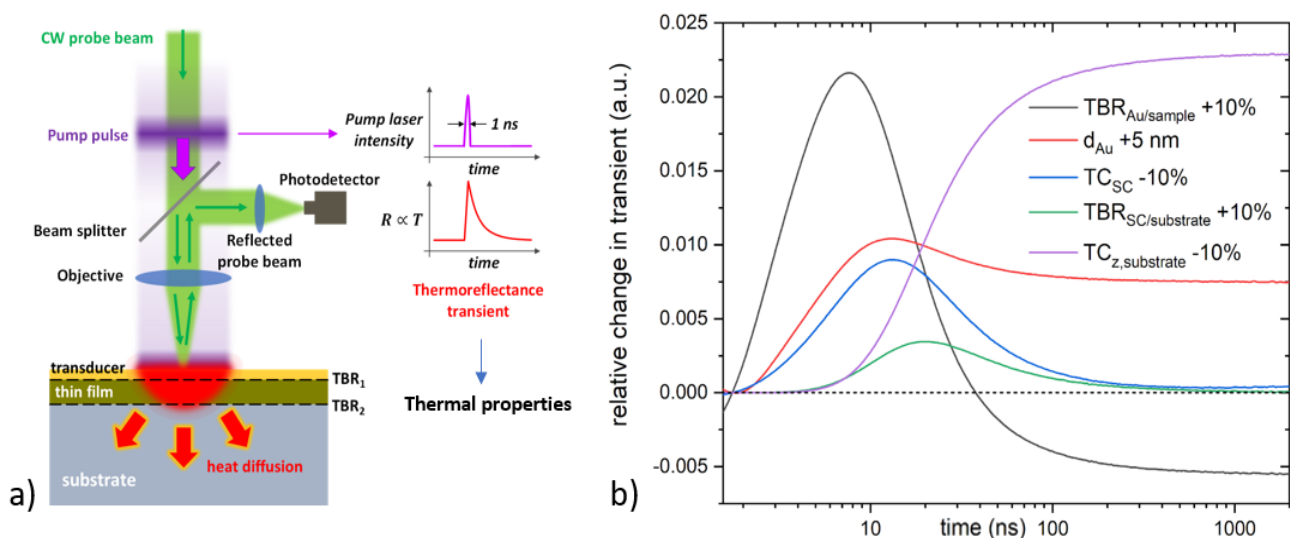 CW probe beam
Pump pulse
Pump laser
intensity
1 ns
time
Photodetector
R ∝ T
Beam splitter
Reflected
probe beam
time
Objective
Thermoreflectance
transient
transducer
TBR1
thin film
TBR2
Thermal properties
heat diffusion
substrate
a)
relative change in transient (a.u.)
0.025
0.020
0.015
0.010
0.005
0.000
-0.005
TBRAu/sample +10%
dAu +5 nm
TCSC -10%
TBRSC/substrate +10%
TCz,substrate -10%
10
time (ns)
100
1000
b)